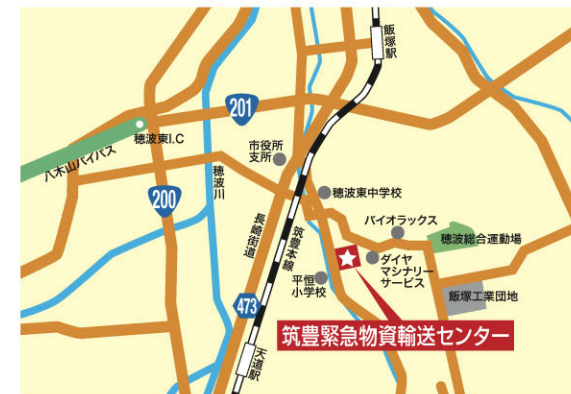 飯塚駅
201
穂波東I.C
八木山バイパス
市役所
支所
穂波川
200
穂波東中学校
長崎街道
筑豊本線
バイオラックス
穂波総合運動場
ダイヤ
マシナリー
サービス
平恒
小学校
飯塚工業団地
473
筑豊緊急物資輸送センター
天道駅